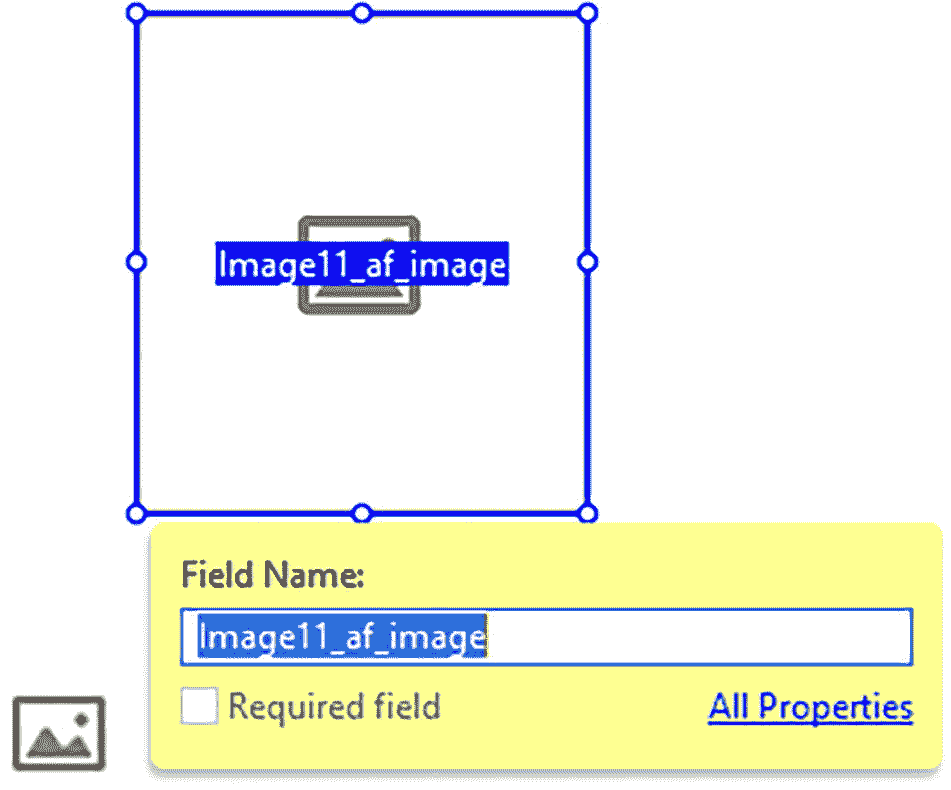 Image11_af_image
Field Name:
Image11_af_image
Required field
All Properties